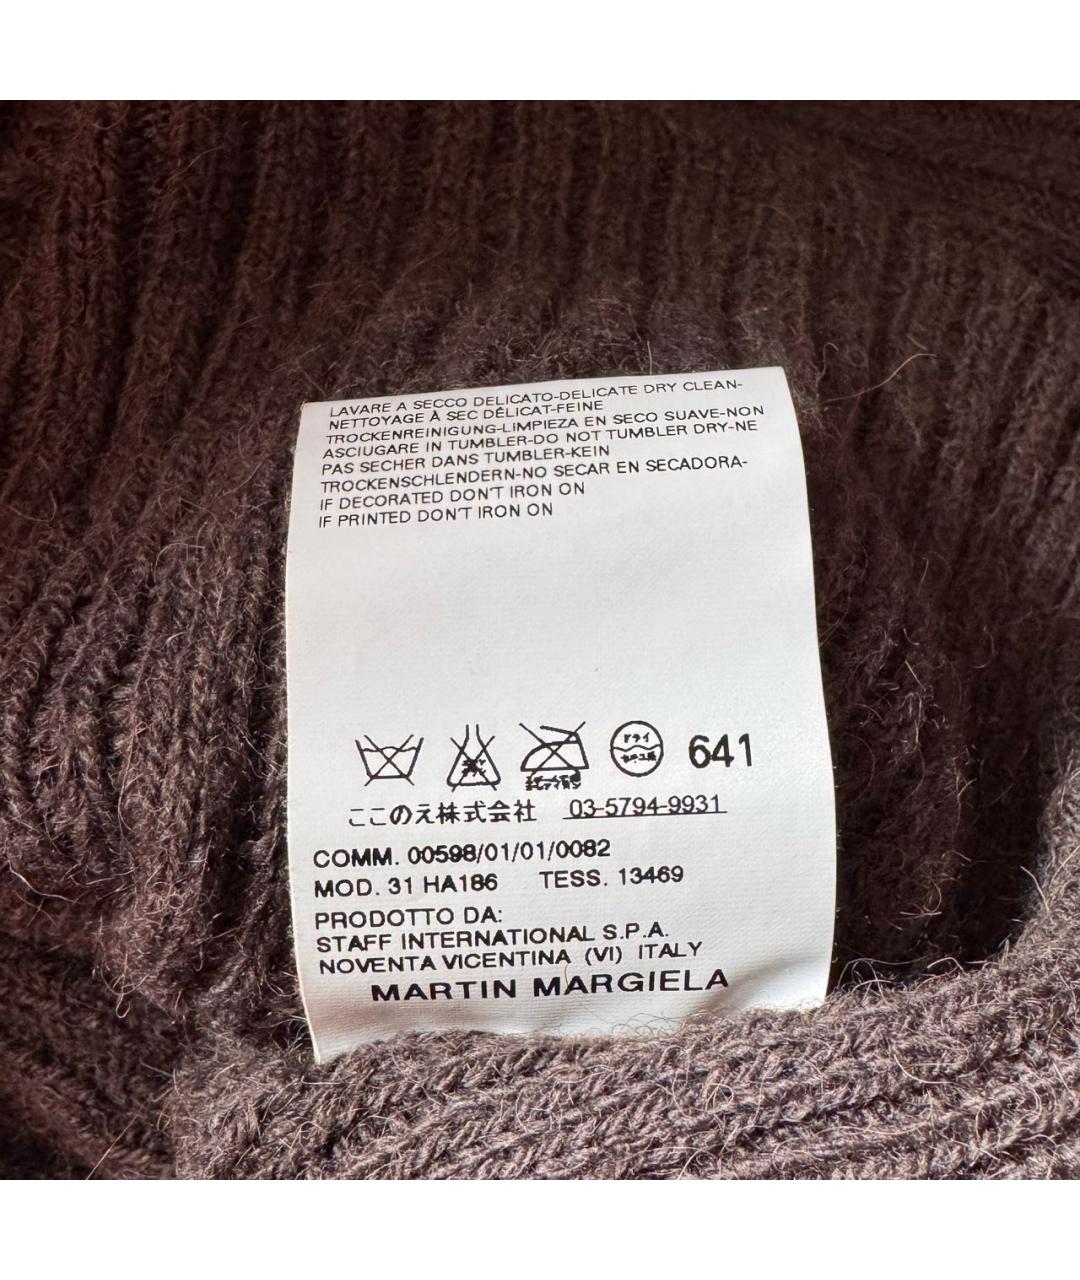 LAVARE A SECCO DELICATO-DELICATE DRY CLEAN-
NETTOYAGE À SEC DÉLICAT-FEINE
TROCKENREINIGUNG-LIMPIEZA EN SECO SUAVE-NON
ASCIUGARE IN TUMBLER-DO NOT TUMBLER DRY-NE
PAS SECHER DANS TUMBLER-KEIN
TROCKENSCHLENDERN-NO SECAR EN SECADORA-
IF DECORATED DON'T IRON ON
IF PRINTED DON'T IRON ON
ドライ 641
ここのえ株式会社 03-5794-9931
COMM. 00598/01/01/0082
MOD. 31 HA186 TESS. 13469
PRODOTTO DA:
STAFF INTERNATIONAL S.P.A.
NOVENTA VICENTINA (VI) ITALY
MARTIN MARGIELA